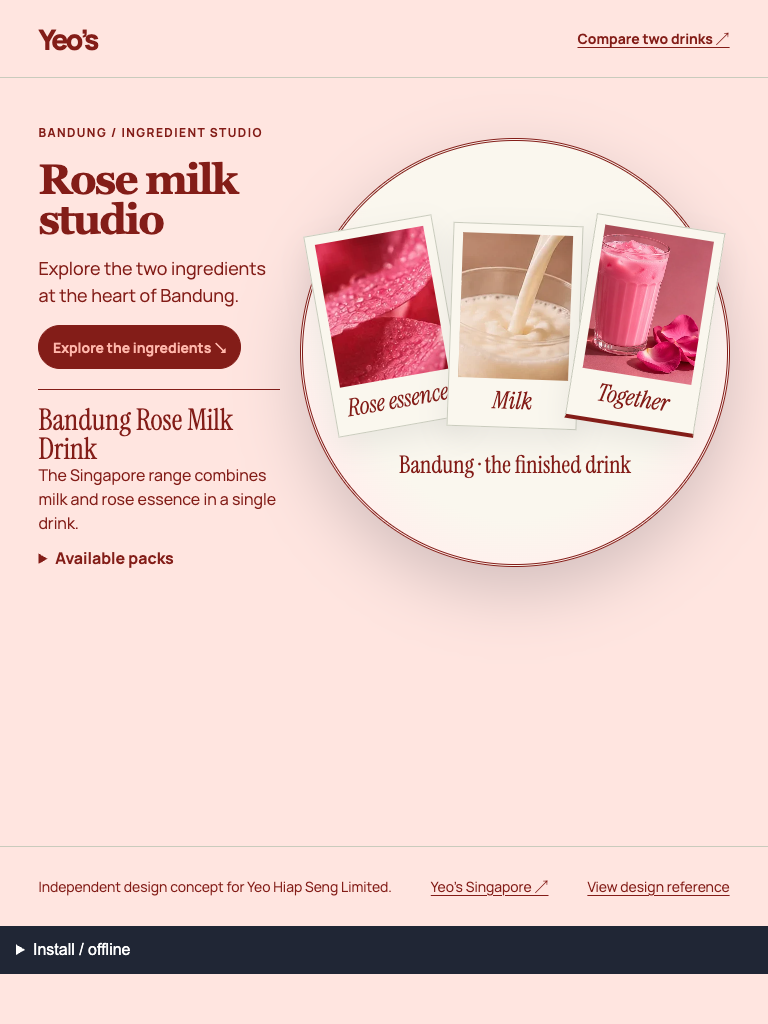 Yeo's
Compare two drinks ↗
BANDUNG / INGREDIENT STUDIO
Rose milk
studio
Explore the two ingredients
at the heart of Bandung.
Explore the ingredients ↘
Bandung Rose Milk
Drink
The Singapore range combines
milk and rose essence in a single
drink.
▶ Available packs
Rose essence
Milk
Together
Bandung · the finished drink
Independent design concept for Yeo Hiap Seng Limited.
Yeo's Singapore ↗
View design reference
▶ Install / offline